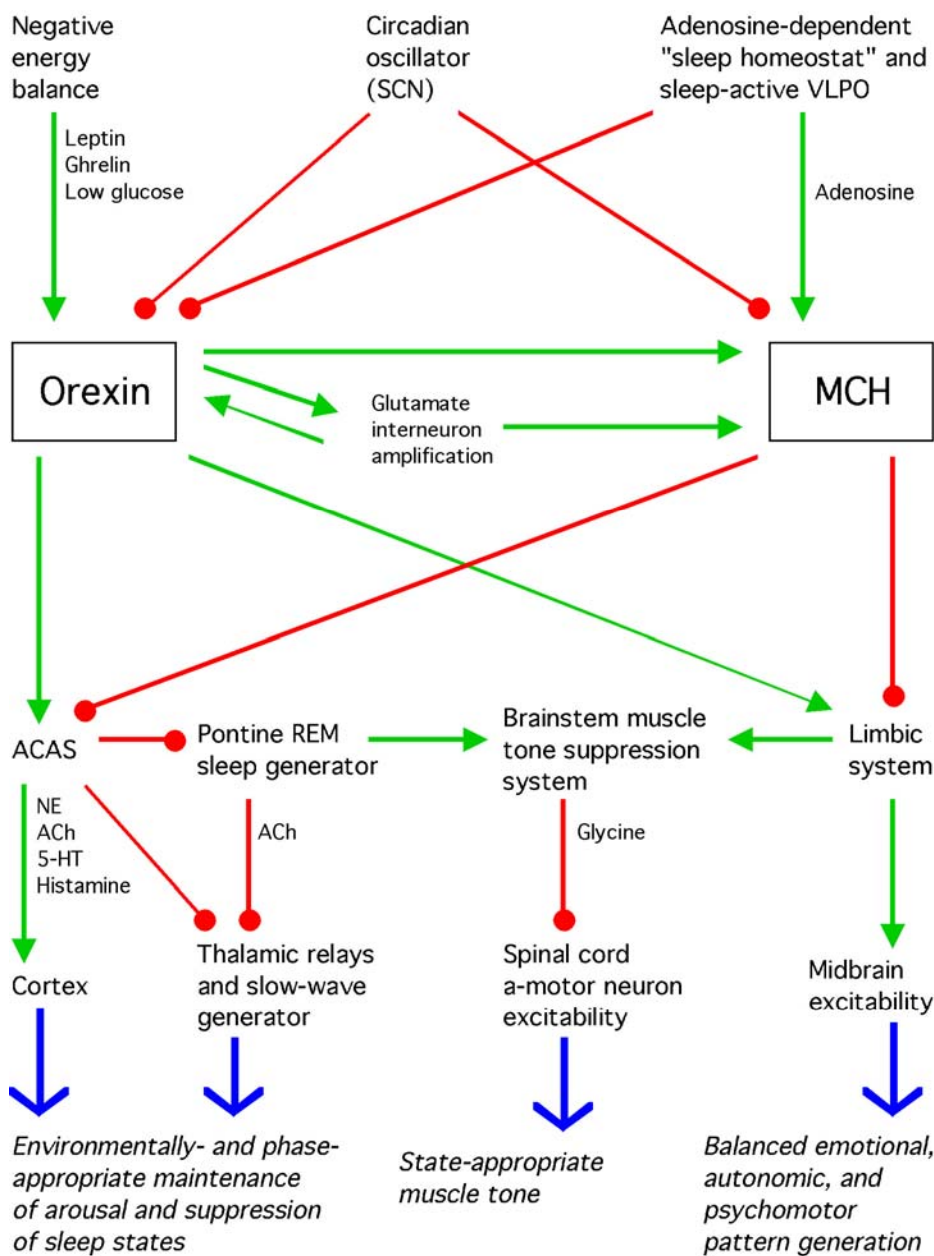 Negative
energy
balance
Circadian
oscillator
(SCN)
Adenosine-dependent
"sleep homeostat" and
sleep-active VLPO
Leptin
Ghrelin
Low glucose
Adenosine
Orexin
Glutamate
interneuron
amplification
MCH
ACAS
Pontine REM
sleep generator
Brainstem muscle
tone suppression
system
Limbic
system
NE
ACh
5-HT
Histamine
ACh
Glycine
Cortex
Thalamic relays
and slow-wave
generator
Spinal cord
a-motor neuron
excitability
Midbrain
excitability
Environmentally- and phase-
appropriate maintenance
of arousal and suppression
of sleep states
State-appropriate
muscle tone
Balanced emotional,
autonomic, and
psychomotor
pattern generation